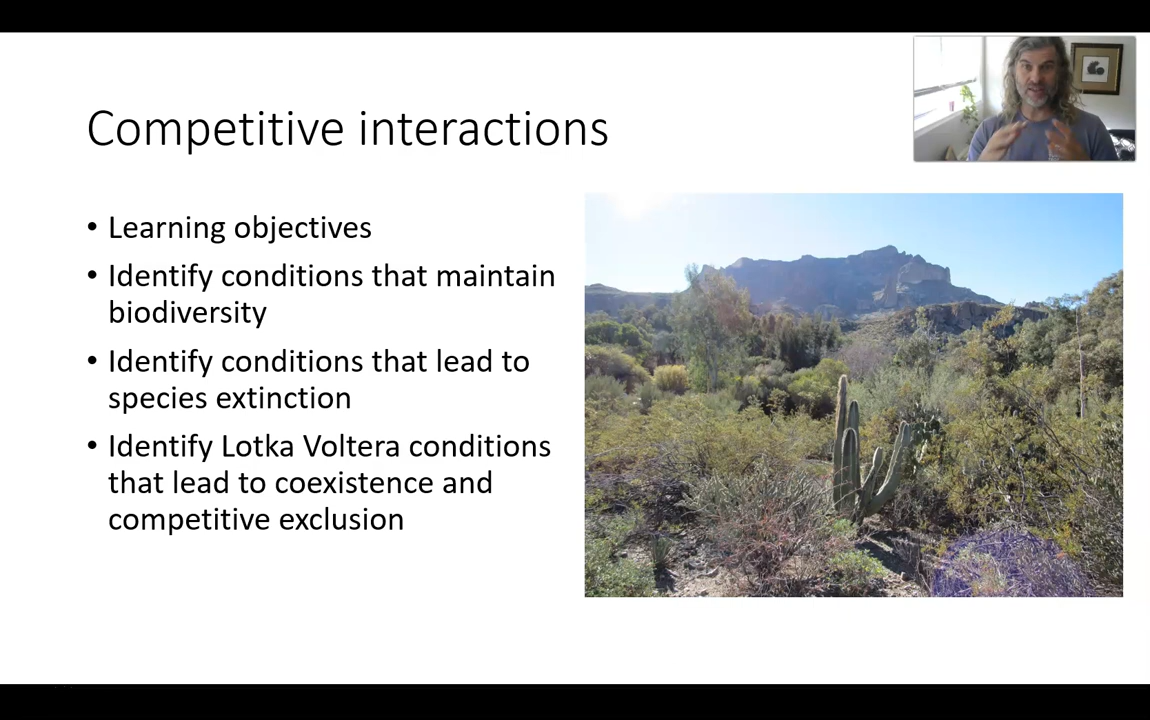 Competitive interactions
• Learning objectives
• Identify conditions that maintain
biodiversity
• Identify conditions that lead to
species extinction
• Identify Lotka Voltera conditions
that lead to coexistence and
competitive exclusion